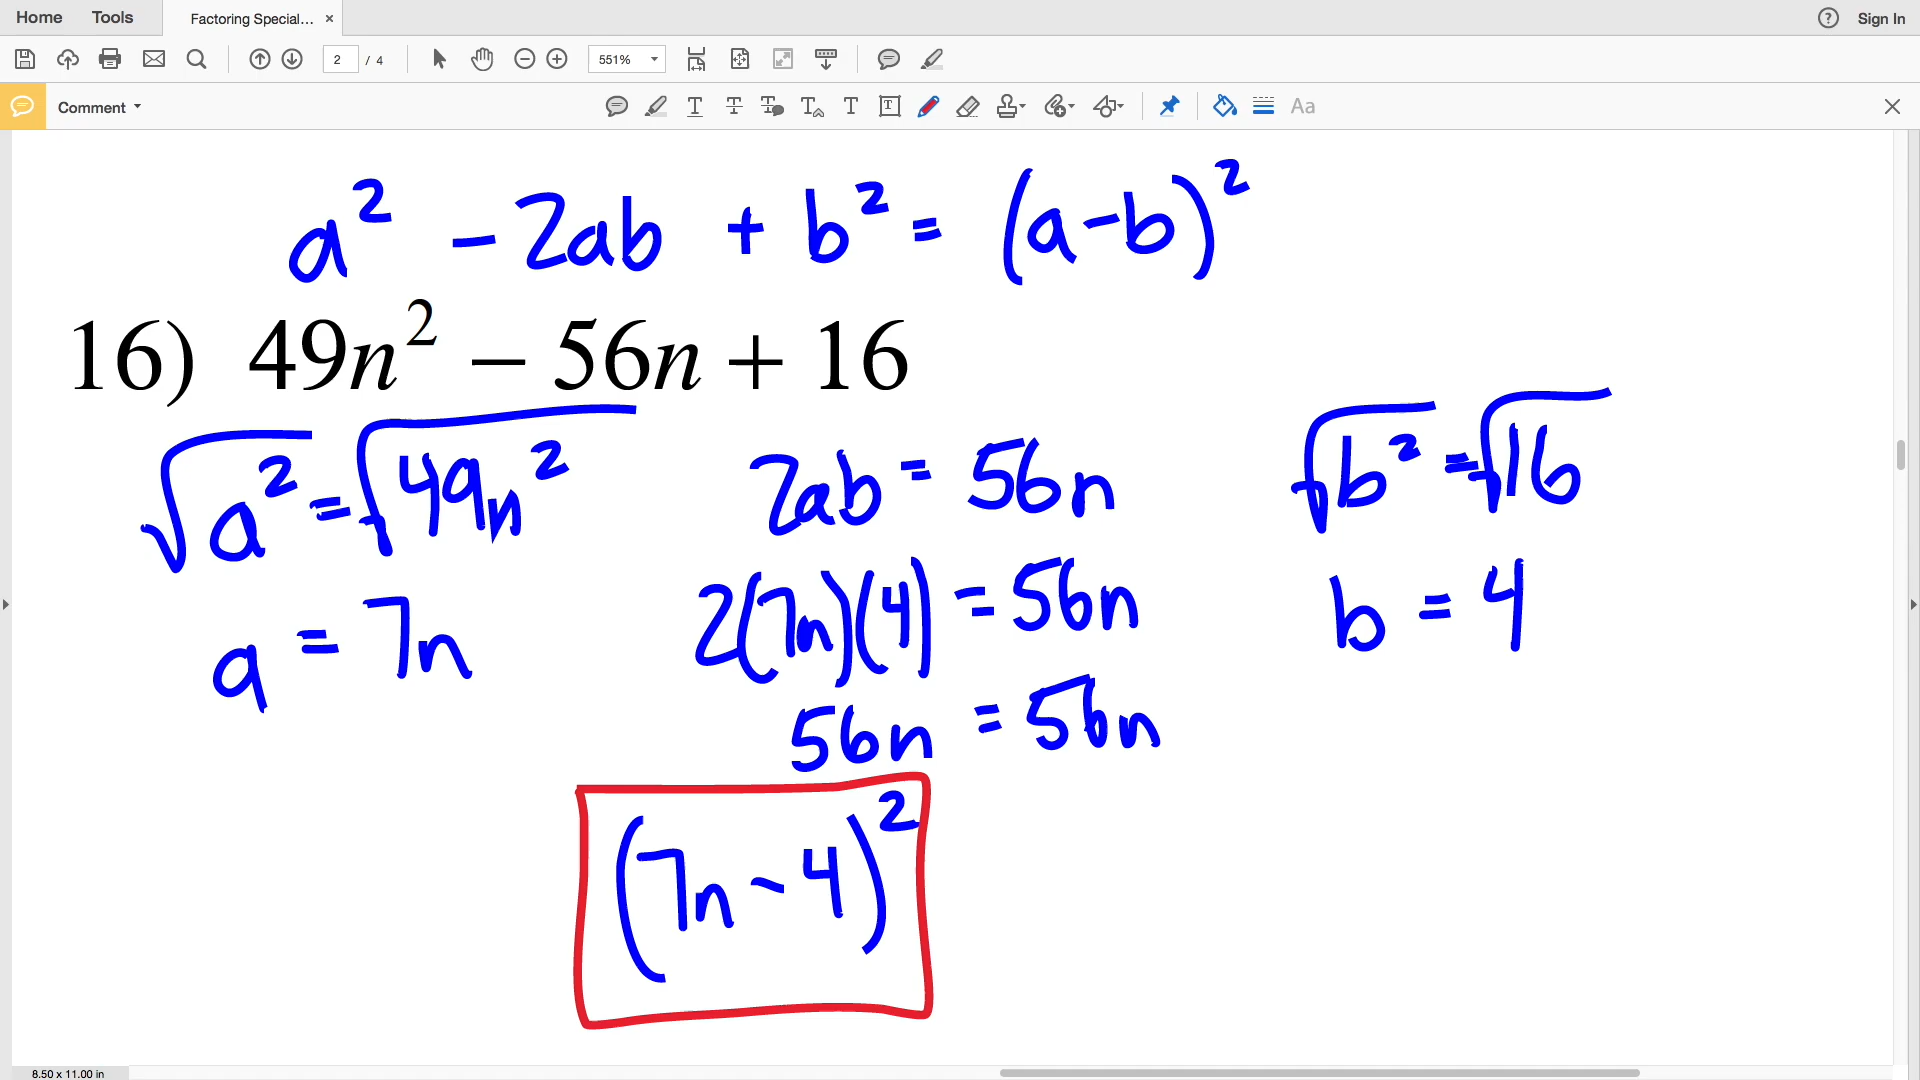 Home Tools Factoring Special... × ? Sign In
2 / 4 551%
Comment T T T T T T Aa
a² - 2ab + b² = (a-b)²
16) 49n² − 56n + 16
√a² = √49n² 2ab = 56n √b² = √16
a = 7n 2(7n)(4) = 56n b = 4
56n = 56n
(7n - 4)²
8.50 x 11.00 in